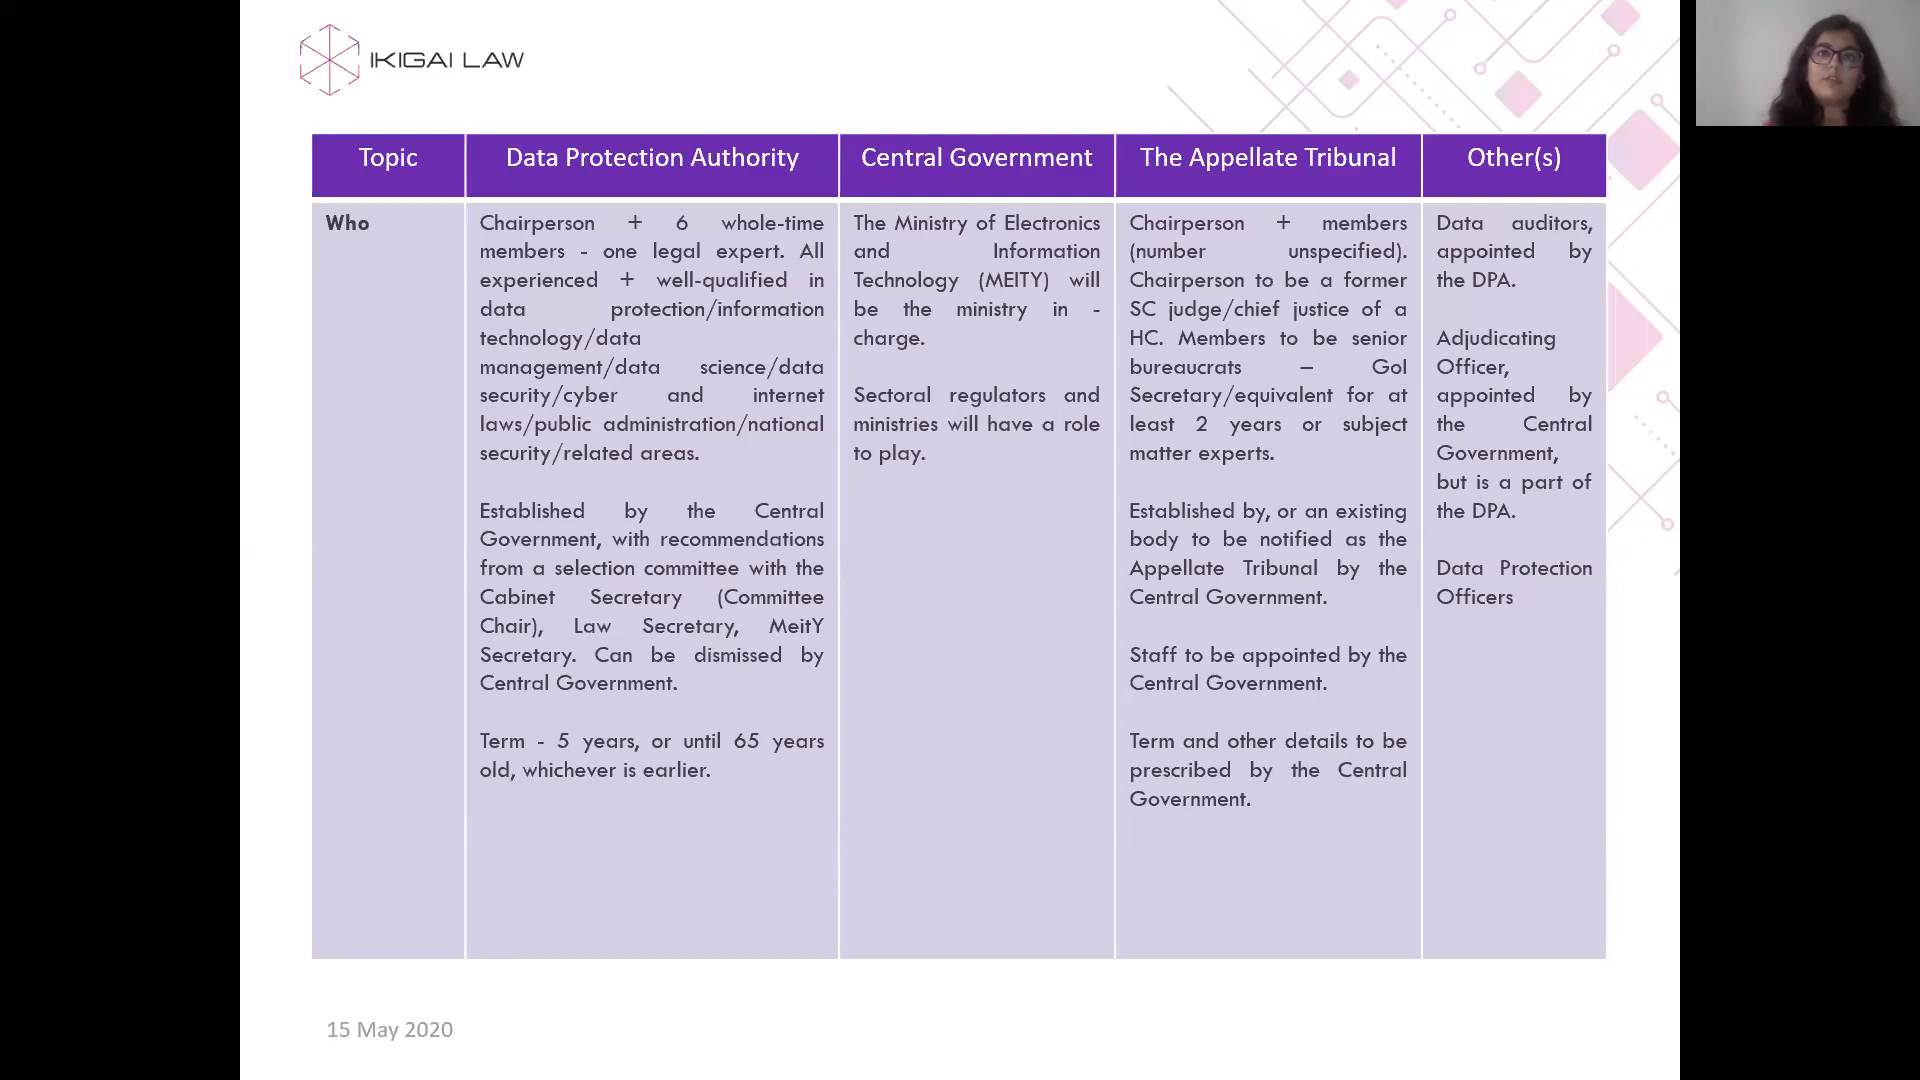 IKIGAI LAW
Topic
Data Protection Authority
Central Government
The Appellate Tribunal
Other(s)
Who
Chairperson + 6 whole-time
members - one legal expert. All
experienced + well-qualified in
data protection/information
technology/data
management/data science/data
security/cyber and internet
laws/public administration/national
security/related areas.
Established by the Central
Government, with recommendations
from a selection committee with the
Cabinet Secretary (Committee
Chair), Law Secretary, MeitY
Secretary. Can be dismissed by
Central Government.
Term - 5 years, or until 65 years
old, whichever is earlier.
The Ministry of Electronics
and Information
Technology (MEITY) will
be the ministry in -
charge.
Sectoral regulators and
ministries will have a role
to play.
Chairperson + members
(number unspecified).
Chairperson to be a former
SC judge/chief justice of a
HC. Members to be senior
bureaucrats – GoI
Secretary/equivalent for at
least 2 years or subject
matter experts.
Established by, or an existing
body to be notified as the
Appellate Tribunal by the
Central Government.
Staff to be appointed by the
Central Government.
Term and other details to be
prescribed by the Central
Government.
Data auditors,
appointed by
the DPA.
Adjudicating
Officer,
appointed by
the Central
Government,
but is a part of
the DPA.
Data Protection
Officers
15 May 2020